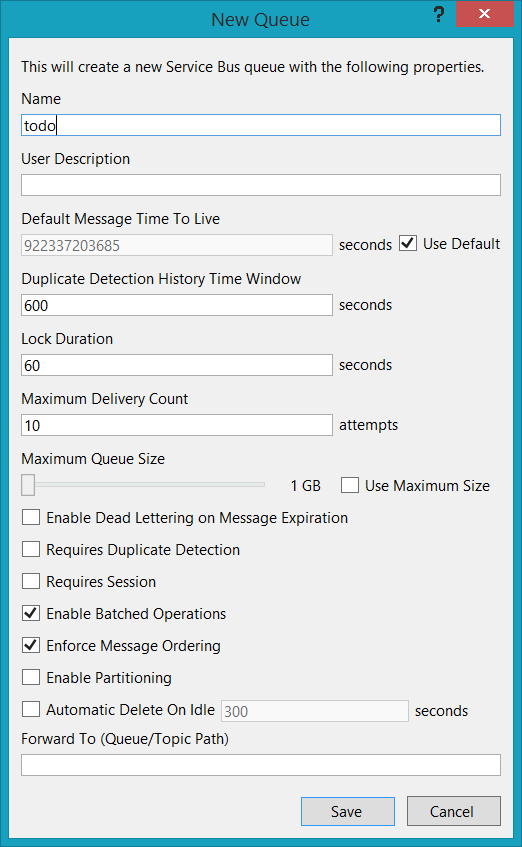 New Queue ?
This will create a new Service Bus queue with the following properties.
Name
todo
User Description
Default Message Time To Live
922337203685 seconds Use Default
Duplicate Detection History Time Window
600 seconds
Lock Duration
60 seconds
Maximum Delivery Count
10 attempts
Maximum Queue Size
1 GB Use Maximum Size
Enable Dead Lettering on Message Expiration
Requires Duplicate Detection
Requires Session
Enable Batched Operations
Enforce Message Ordering
Enable Partitioning
Automatic Delete On Idle 300 seconds
Forward To (Queue/Topic Path)
Save Cancel